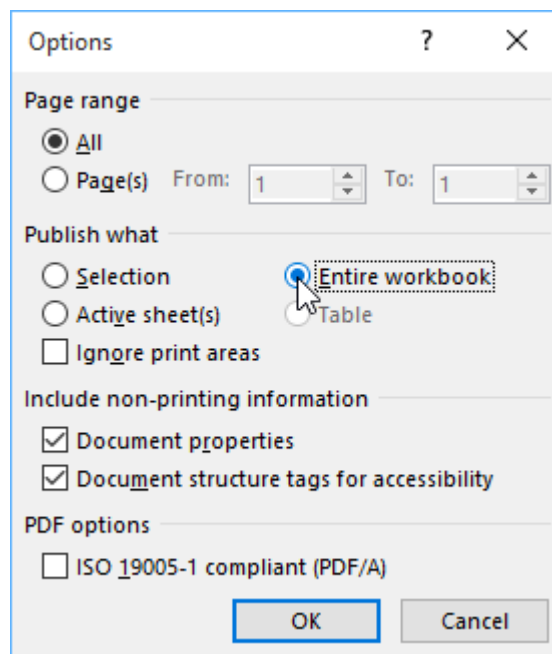 Options ?
Page range
All
Page(s) From: 1 To: 1
Publish what
Selection Entire workbook
Active sheet(s) Table
Ignore print areas
Include non-printing information
Document properties
Document structure tags for accessibility
PDF options
ISO 19005-1 compliant (PDF/A)
OK Cancel